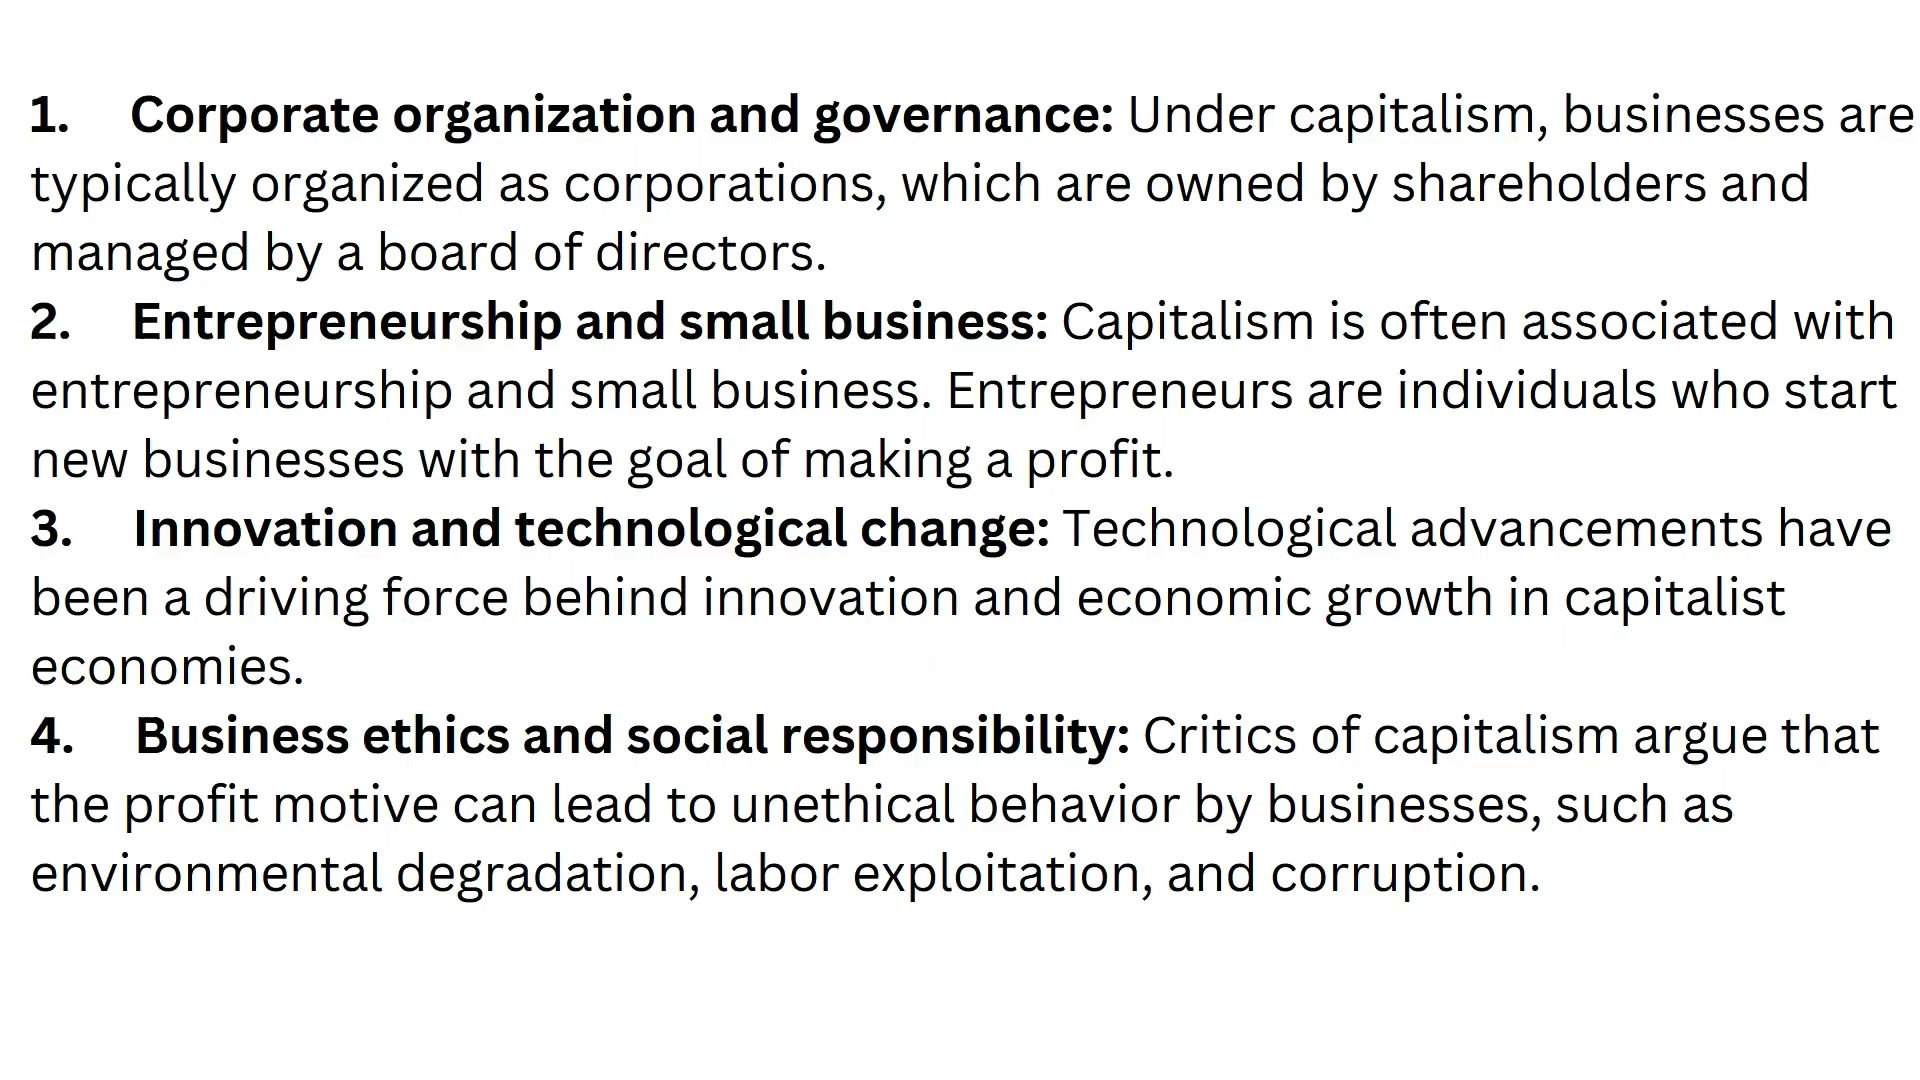 1. Corporate organization and governance: Under capitalism, businesses are
typically organized as corporations, which are owned by shareholders and
managed by a board of directors.
2. Entrepreneurship and small business: Capitalism is often associated with
entrepreneurship and small business. Entrepreneurs are individuals who start
new businesses with the goal of making a profit.
3. Innovation and technological change: Technological advancements have
been a driving force behind innovation and economic growth in capitalist
economies.
4. Business ethics and social responsibility: Critics of capitalism argue that
the profit motive can lead to unethical behavior by businesses, such as
environmental degradation, labor exploitation, and corruption.